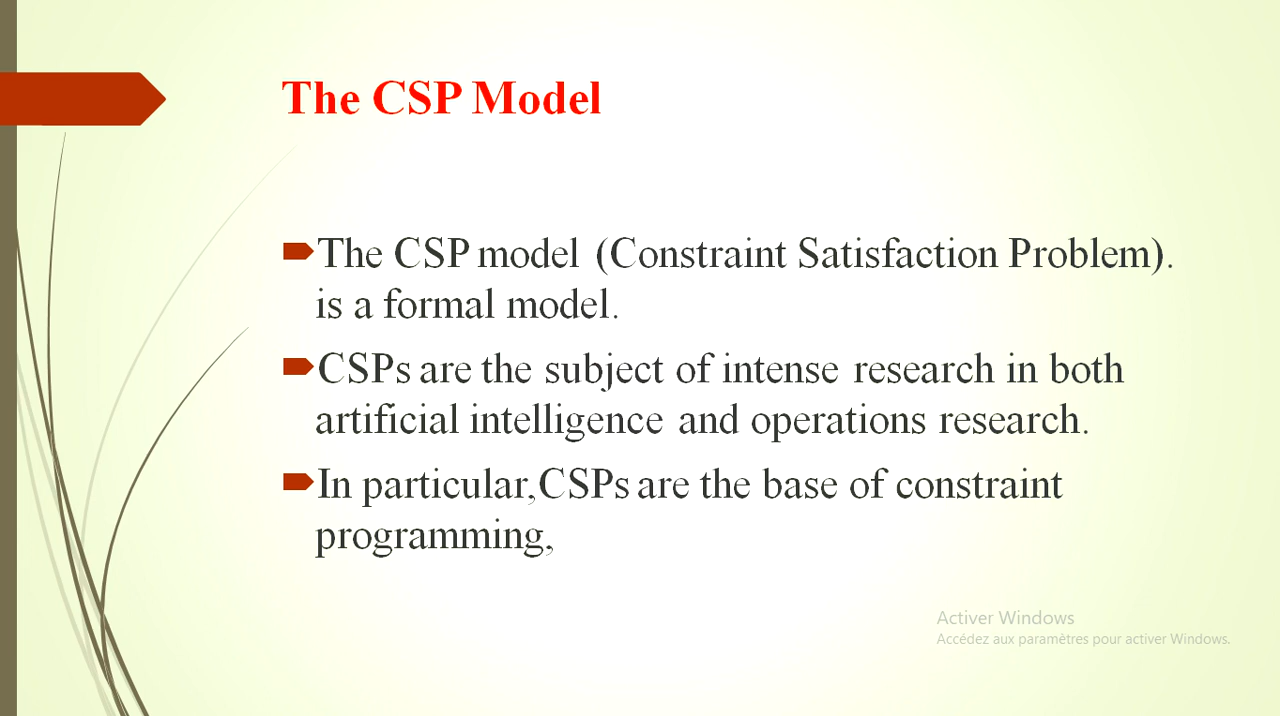 The CSP Model
The CSP model (Constraint Satisfaction Problem).
is a formal model.
CSPs are the subject of intense research in both
artificial intelligence and operations research.
In particular,CSPs are the base of constraint
programming,
Activer Windows
Accédez aux paramètres pour activer Windows.